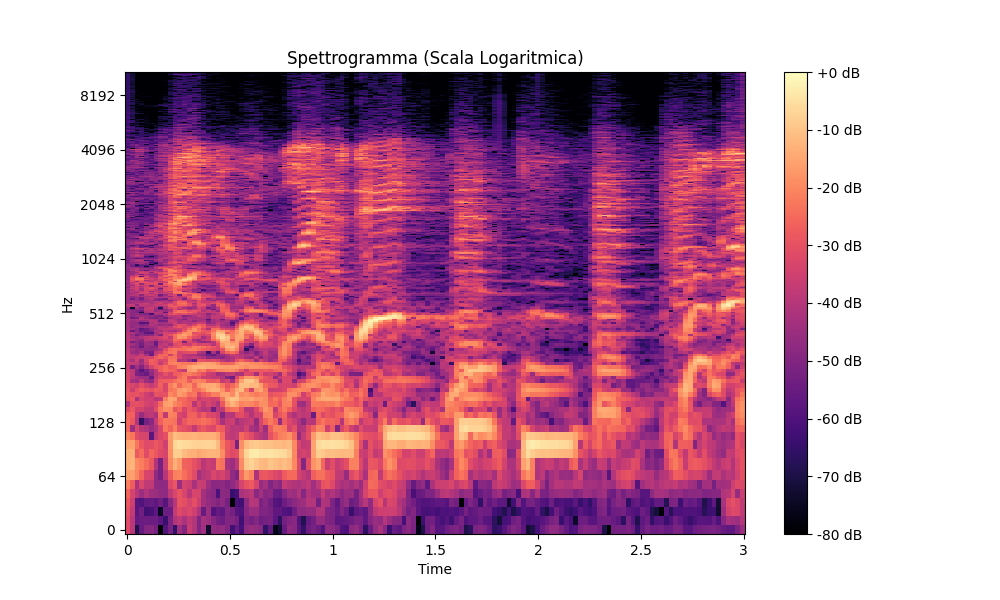 Spettrogramma (Scala Logaritmica)
Hz
8192
4096
2048
1024
512
256
128
64
0
0 0.5 1 1.5 2 2.5 3
Time
+0 dB
-10 dB
-20 dB
-30 dB
-40 dB
-50 dB
-60 dB
-70 dB
-80 dB